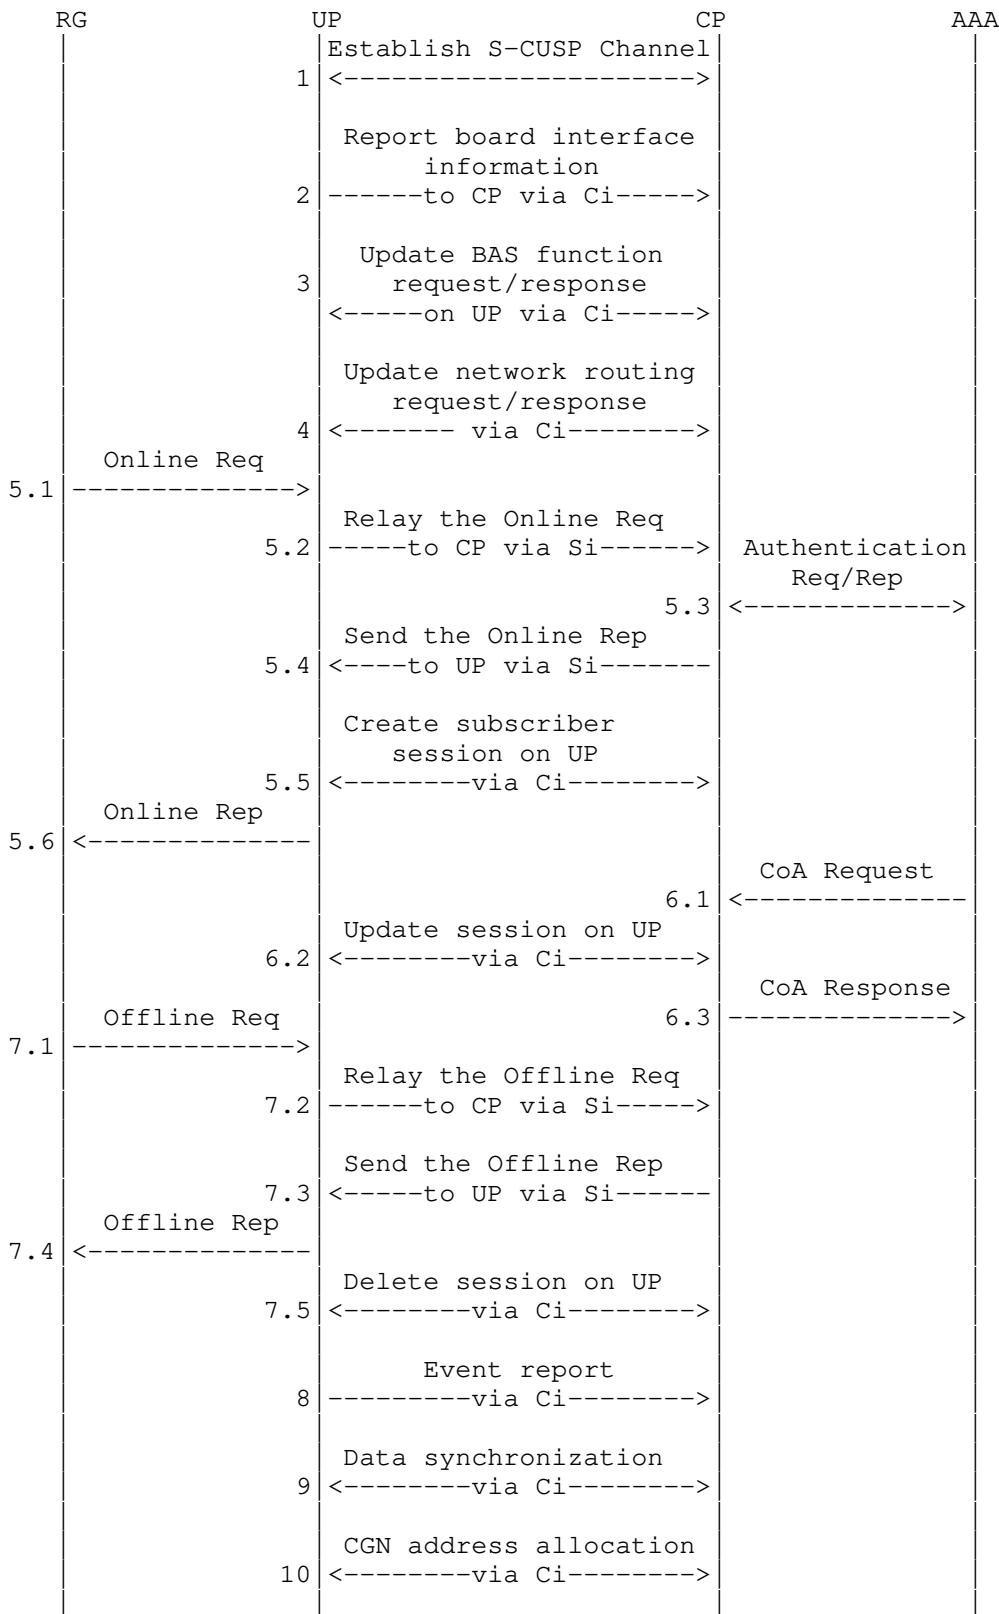 RG UP CP AAA
Establish S-CUSP Channel
1 <---------------------->
Report board interface
information
2 ------to CP via Ci----->
Update BAS function
3 request/response
<-----on UP via Ci----->
Update network routing
request/response
4 <------- via Ci-------->
Online Req
5.1 -------------->
Relay the Online Req
5.2 -----to CP via Si------> Authentication
Req/Rep
5.3 <------------->
Send the Online Rep
5.4 <----to UP via Si-------
Create subscriber
session on UP
5.5 <--------via Ci-------->
Online Rep
5.6 <--------------
CoA Request
6.1 <--------------
Update session on UP
6.2 <--------via Ci-------->
CoA Response
Offline Req 6.3 -------------->
7.1 -------------->
Relay the Offline Req
7.2 ------to CP via Si----->
Send the Offline Rep
7.3 <-----to UP via Si------
Offline Rep
7.4 <--------------
Delete session on UP
7.5 <--------via Ci-------->
Event report
8 ---------via Ci-------->
Data synchronization
9 <--------via Ci-------->
CGN address allocation
10 <--------via Ci-------->